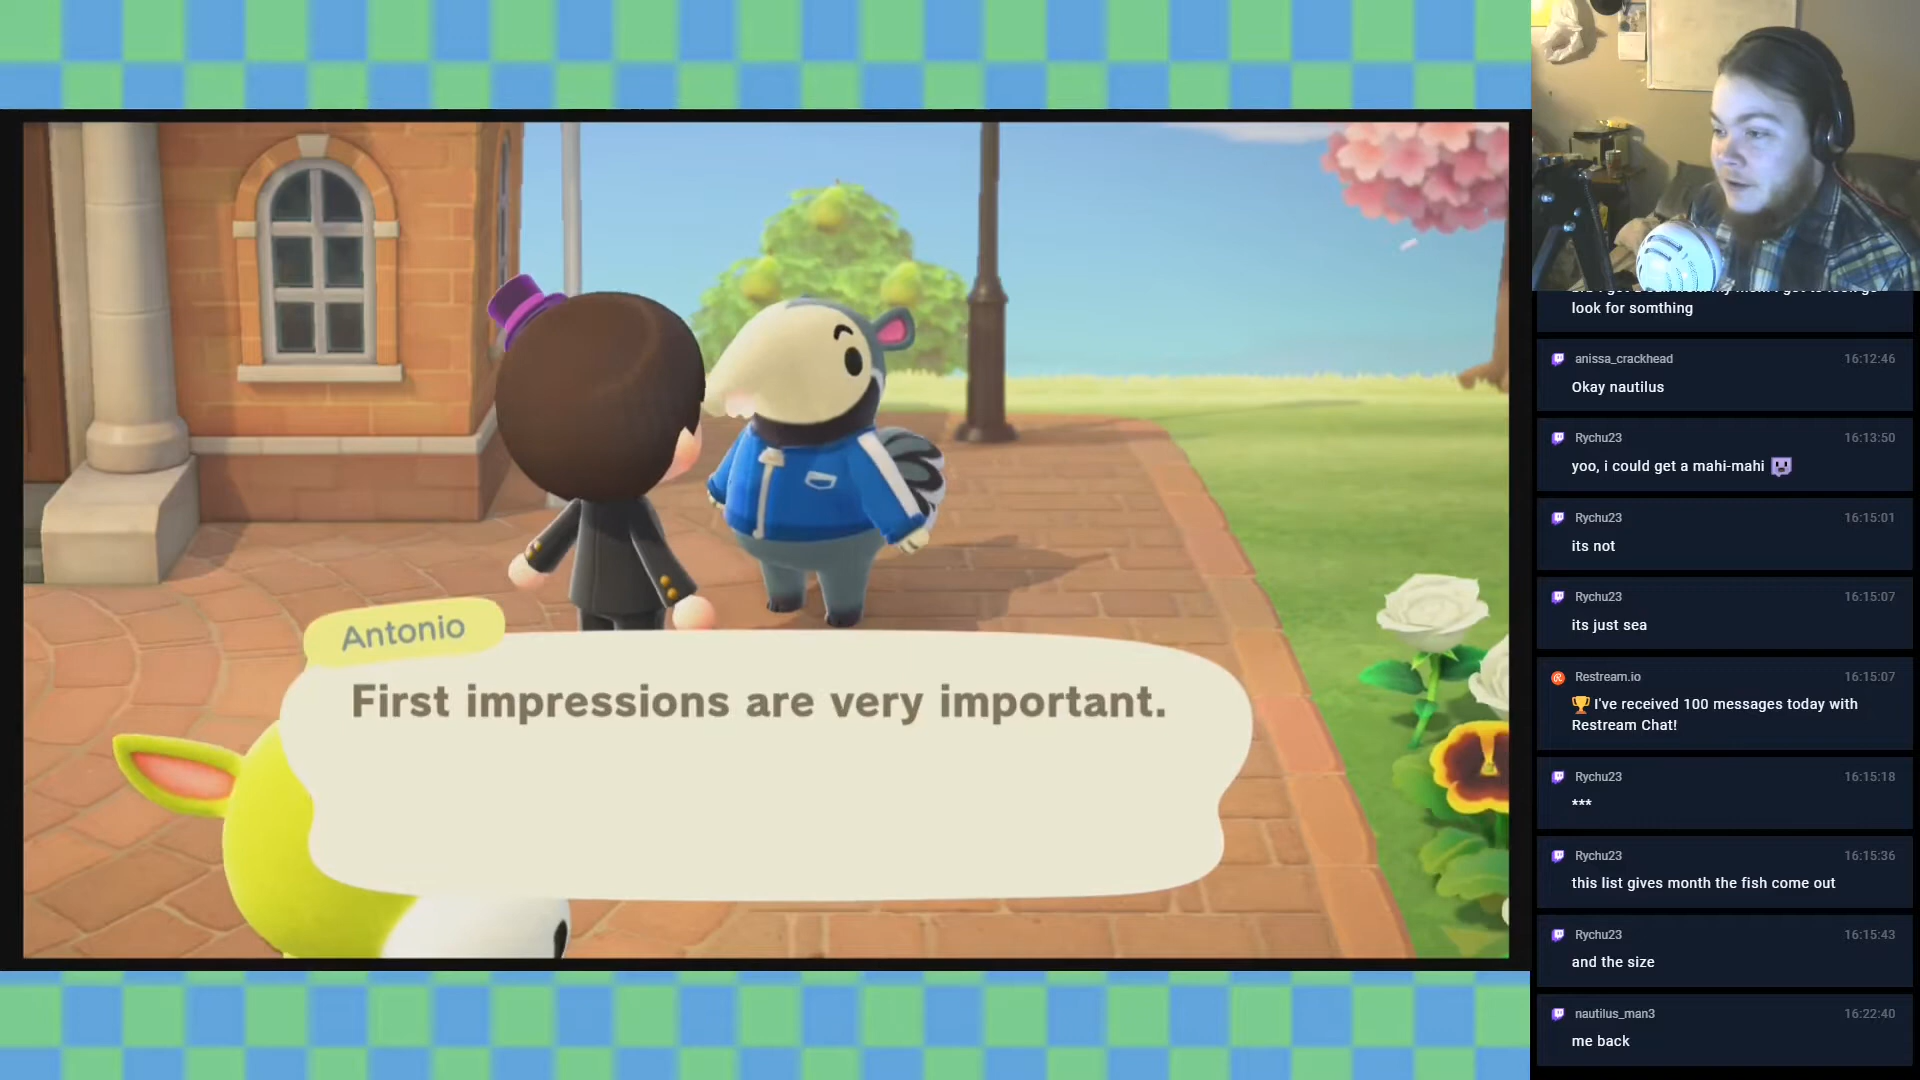 Antonio
First impressions are very important.
look for somthing
anissa_crackhead 16:12:46
Okay nautilus
Rychu23 16:13:50
yoo, i could get a mahi-mahi
Rychu23 16:15:01
its not
Rychu23 16:15:07
its just sea
Restream.io 16:15:07
🏆 I've received 100 messages today with
Restream Chat!
Rychu23 16:15:18
***
Rychu23 16:15:36
this list gives month the fish come out
Rychu23 16:15:43
and the size
nautilus_man3 16:22:40
me back